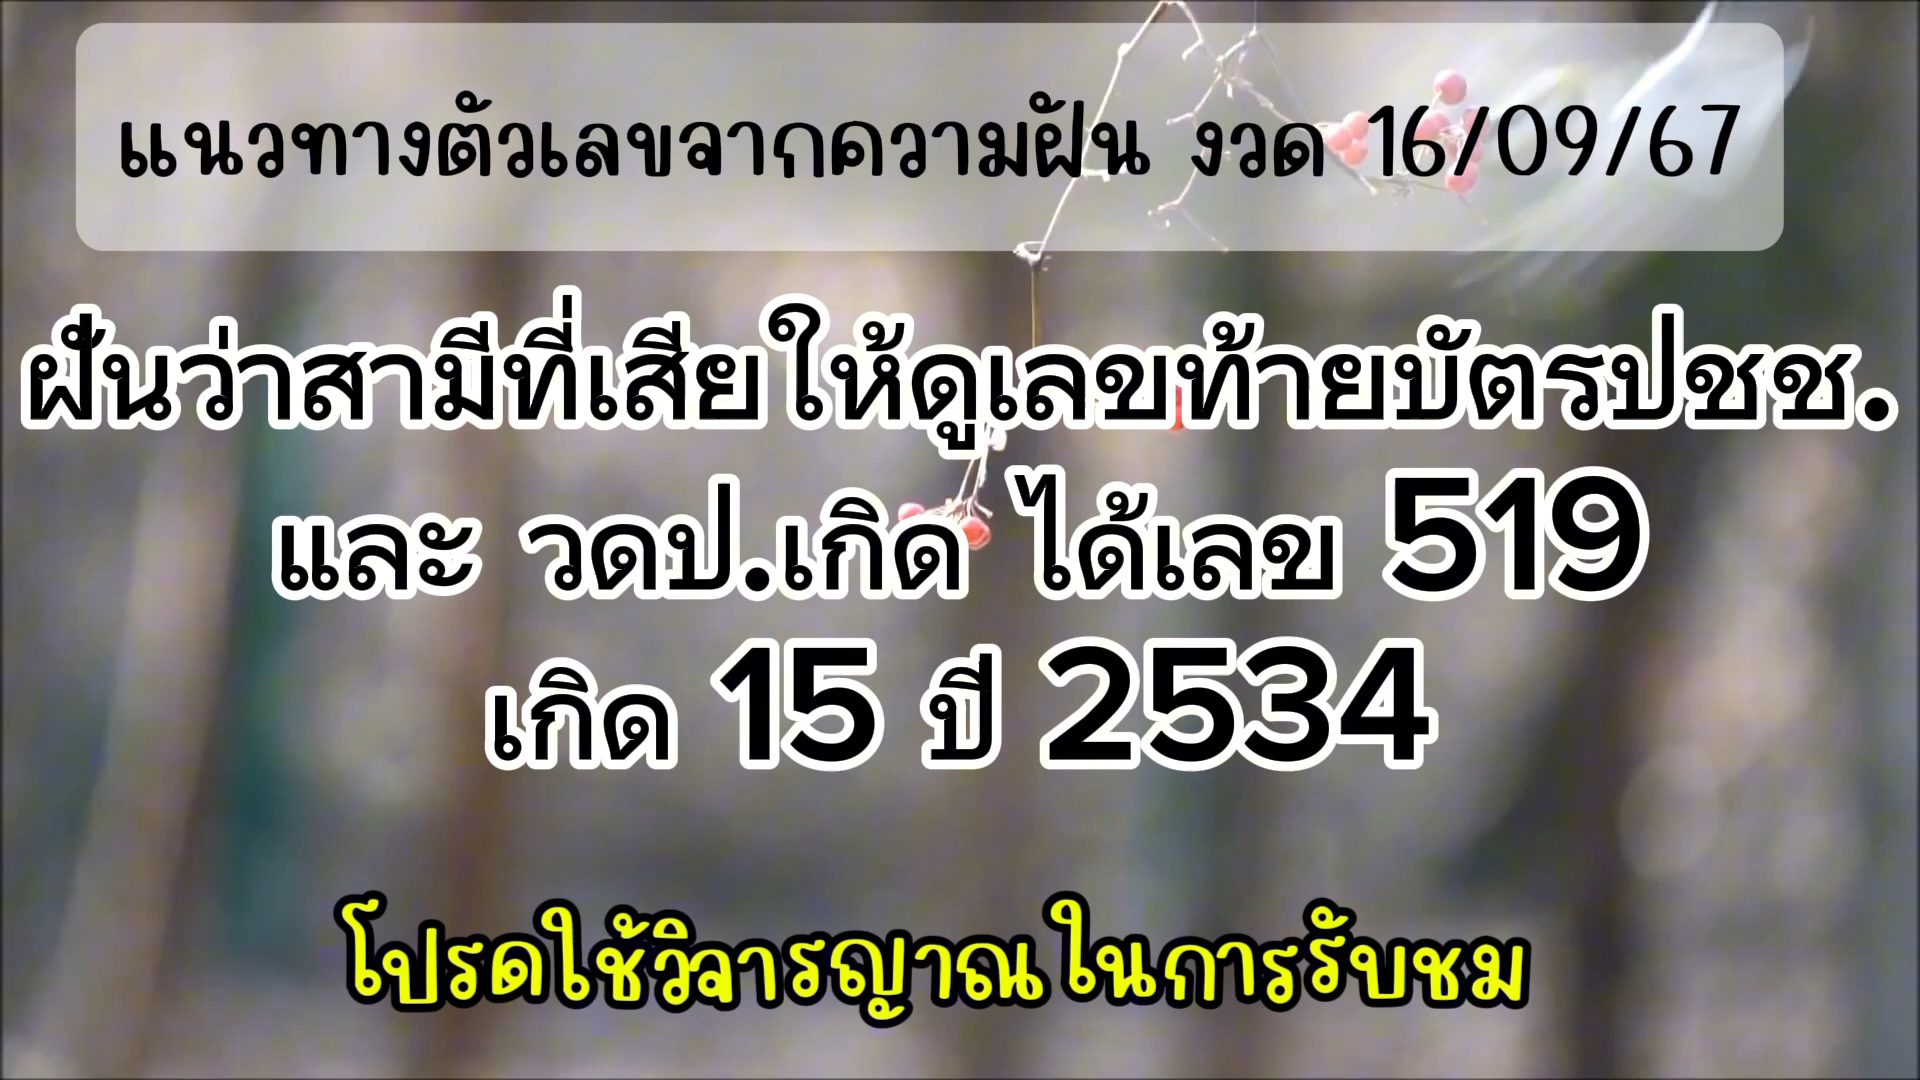 แนวทางตัวเลขจากความฝัน งวด 16/09/67
ฝันว่าสามีที่เสียให้ดูเลขท้ายบัตรปชช.
และ วดป.เกิด ได้เลข 519
เกิด 15 ปี 2534
โปรดใช้วิจารญาณในการรับชม